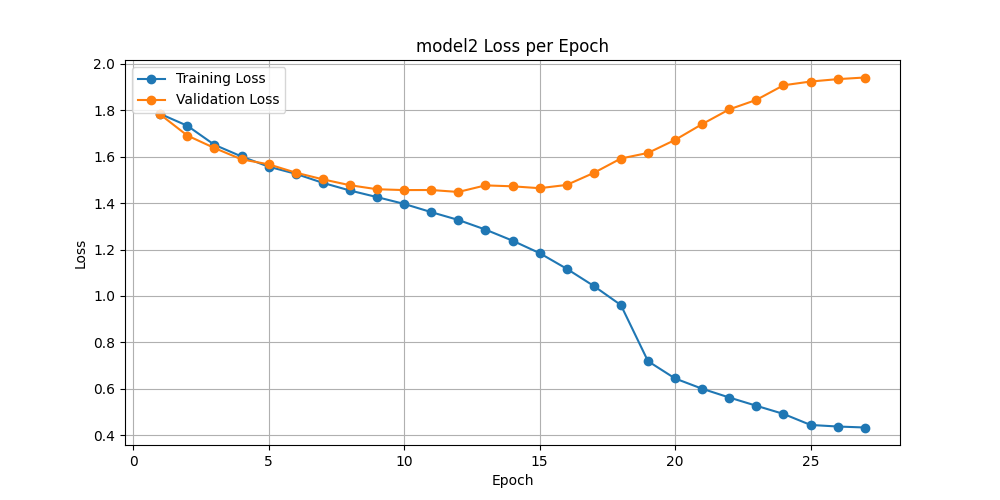 model2 Loss per Epoch
Training Loss
Validation Loss
2.0
1.8
1.6
1.4
1.2
1.0
0.8
0.6
0.4
Loss
0 5 10 15 20 25
Epoch